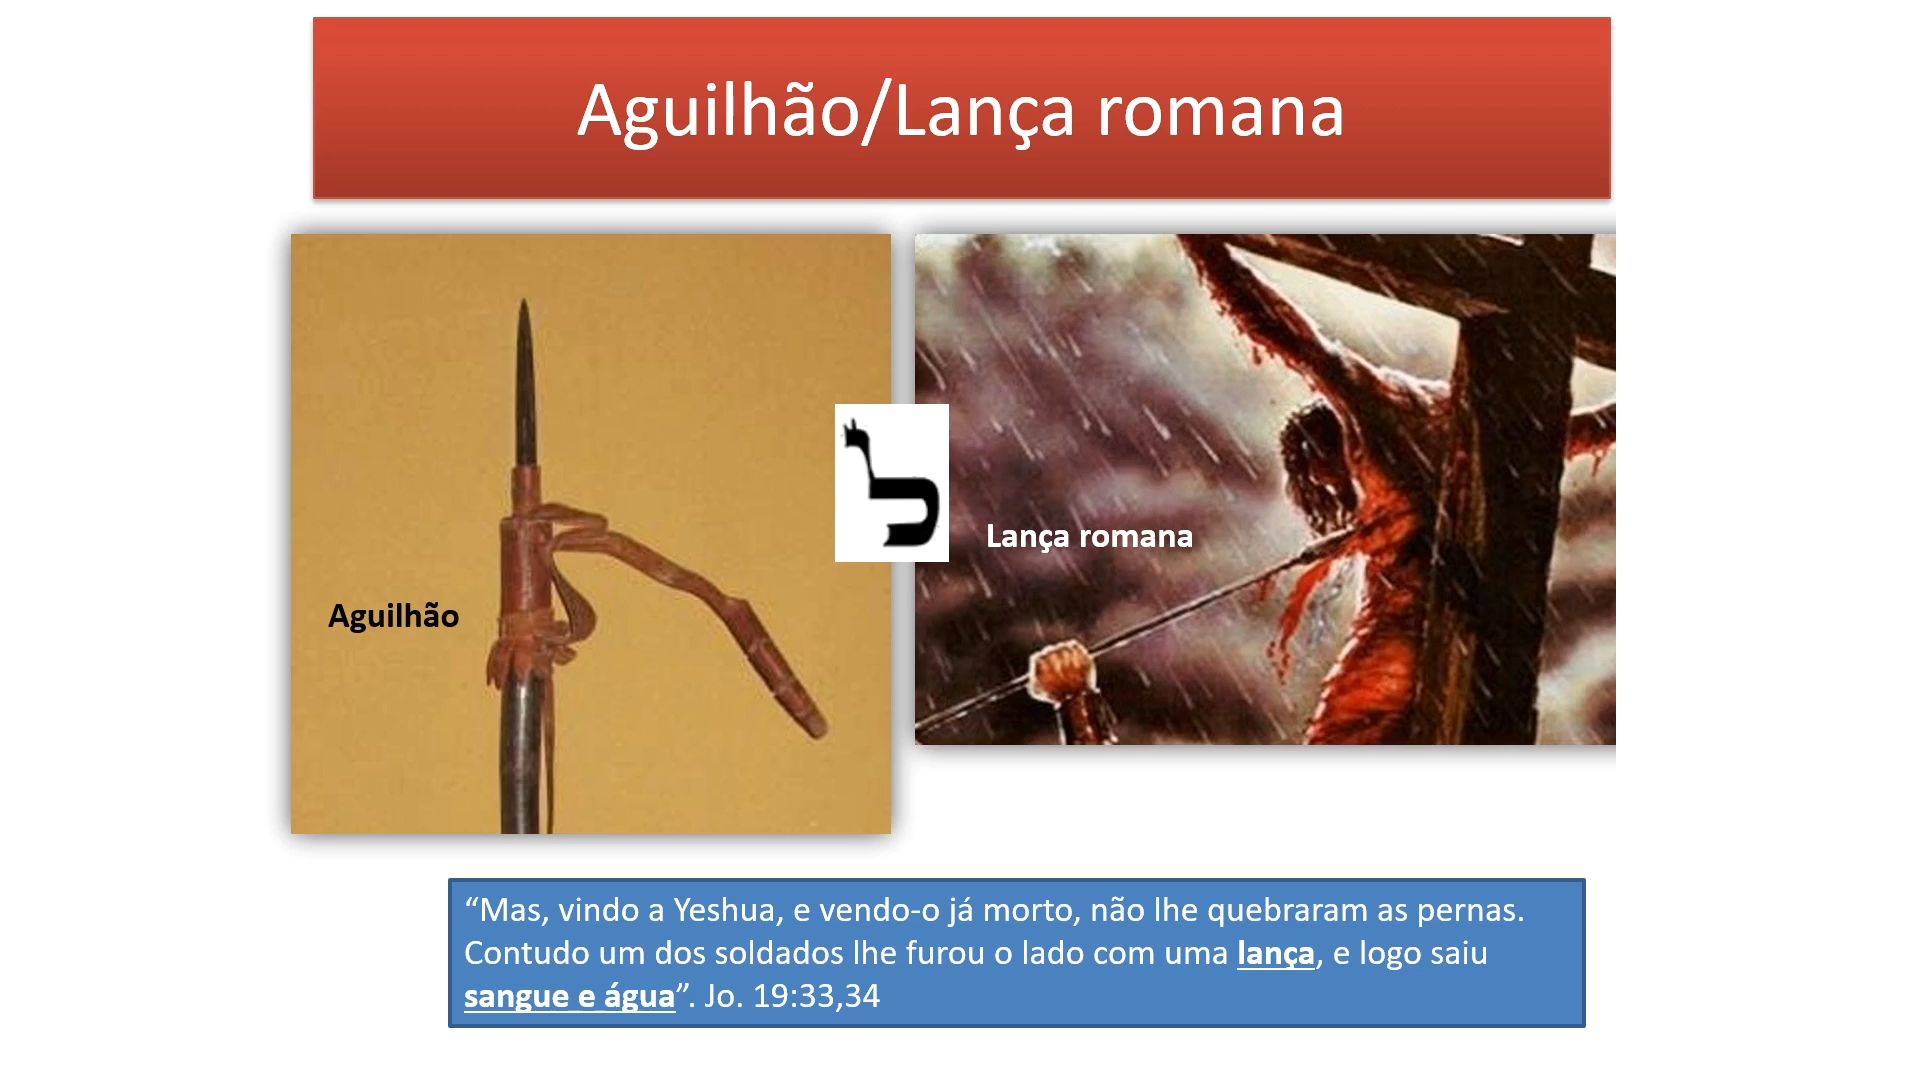 Aguilhão/Lança romana
ל
Lança romana
Aguilhão
“Mas, vindo a Yeshua, e vendo-o já morto, não lhe quebraram as pernas.
Contudo um dos soldados lhe furou o lado com uma lança, e logo saiu
sangue e água”. Jo. 19:33,34